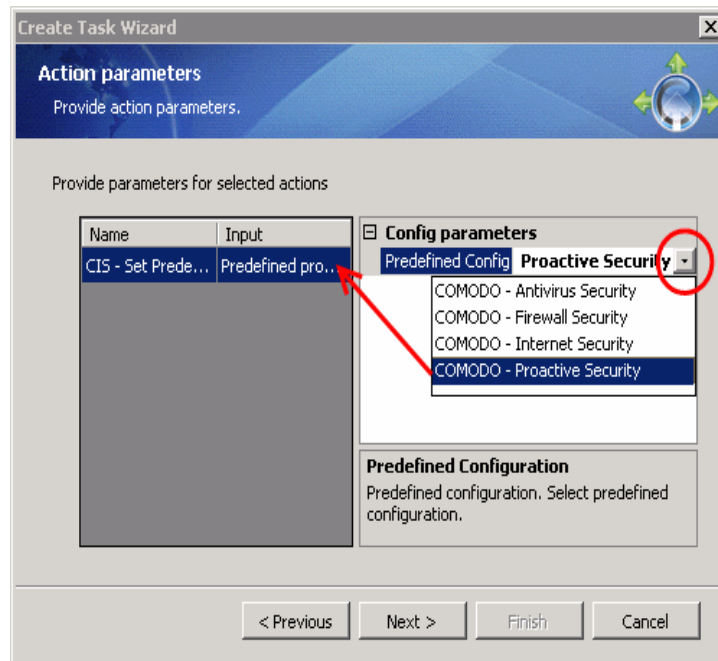 Create Task Wizard
Action parameters
Provide action parameters.
Provide parameters for selected actions
Name Input
CIS - Set Prede... Predefined pro...
Config parameters
Predefined Config Proactive Security
COMODO - Antivirus Security
COMODO - Firewall Security
COMODO - Internet Security
COMODO - Proactive Security
Predefined Configuration
Predefined configuration. Select predefined
configuration.
< Previous Next > Finish Cancel